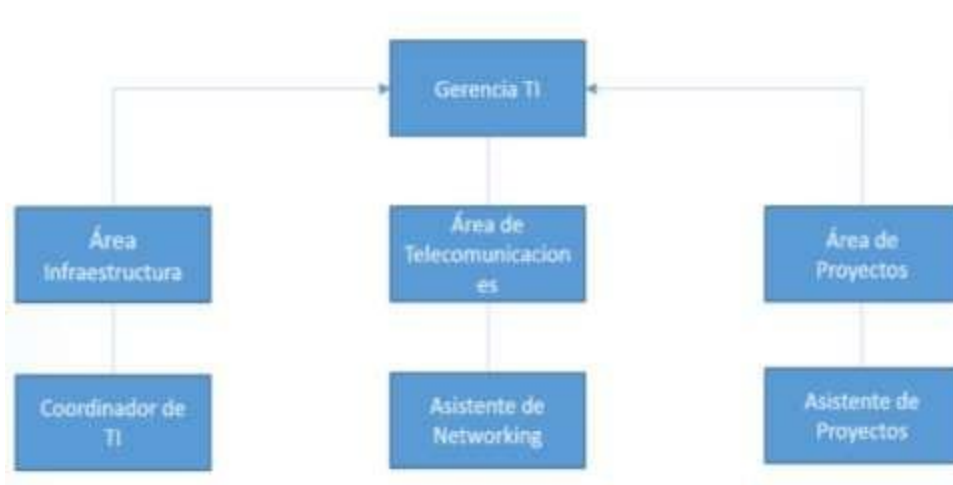 Gerencia TI
Área
Infraestructura
Área de
Telecomunicacion
es
Área de
Proyectos
Coordinador de
TI
Asistente de
Networking
Asistente de
Proyectos